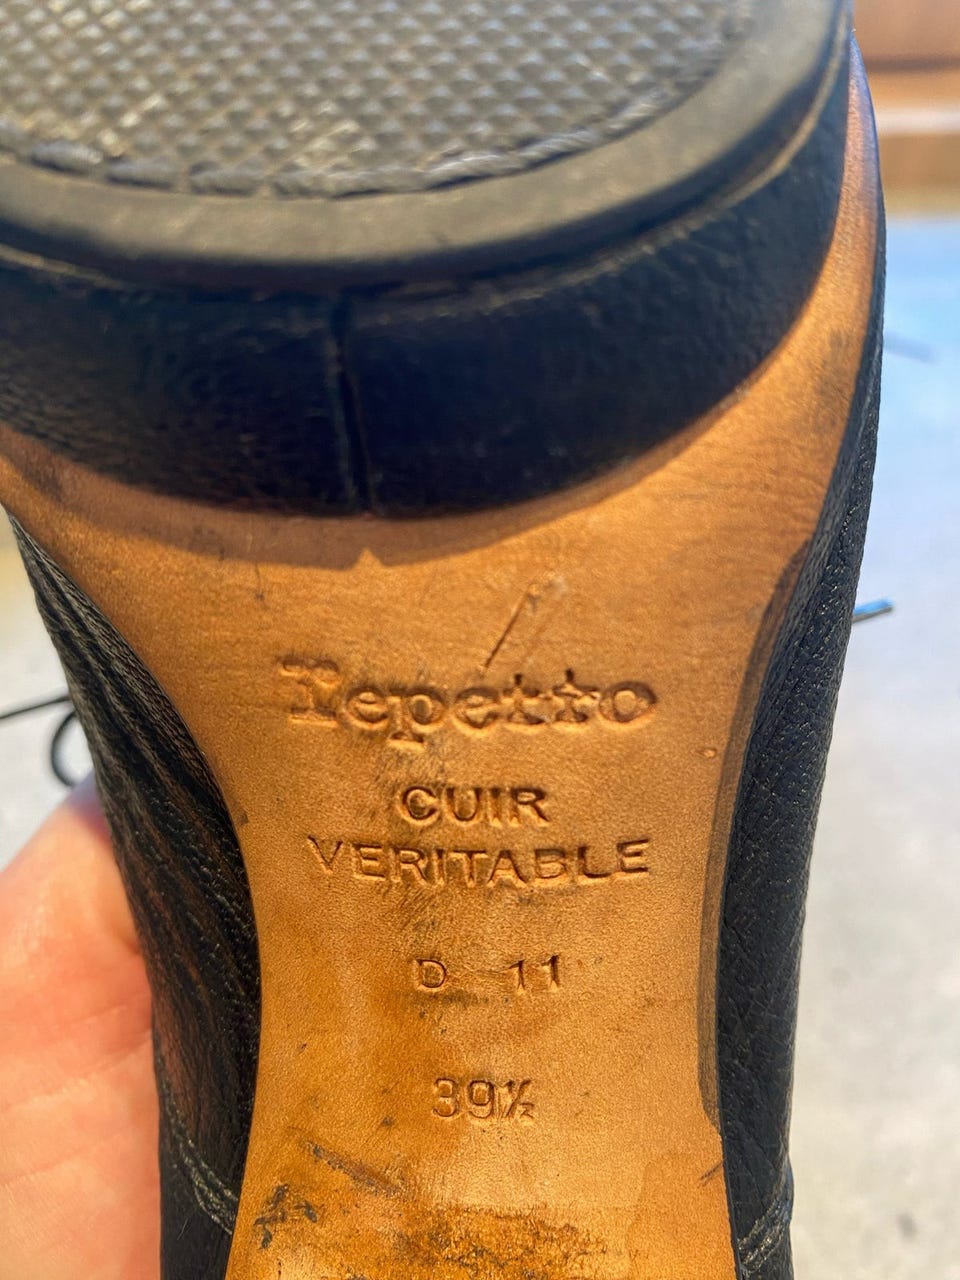 Repetto
CUIR
VERITABLE
D 11
39½